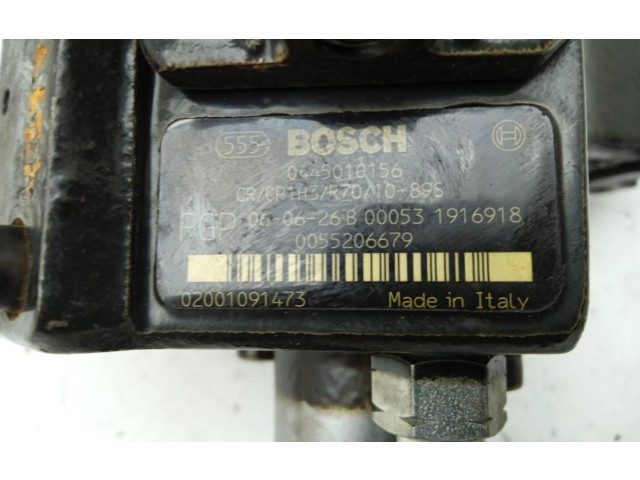 555 BOSCH
0445010156
CR/CP1H3/R70/10-89S
FGP 06-06-26 B 00053 1916918
0055206679
02001091473 Made in Italy